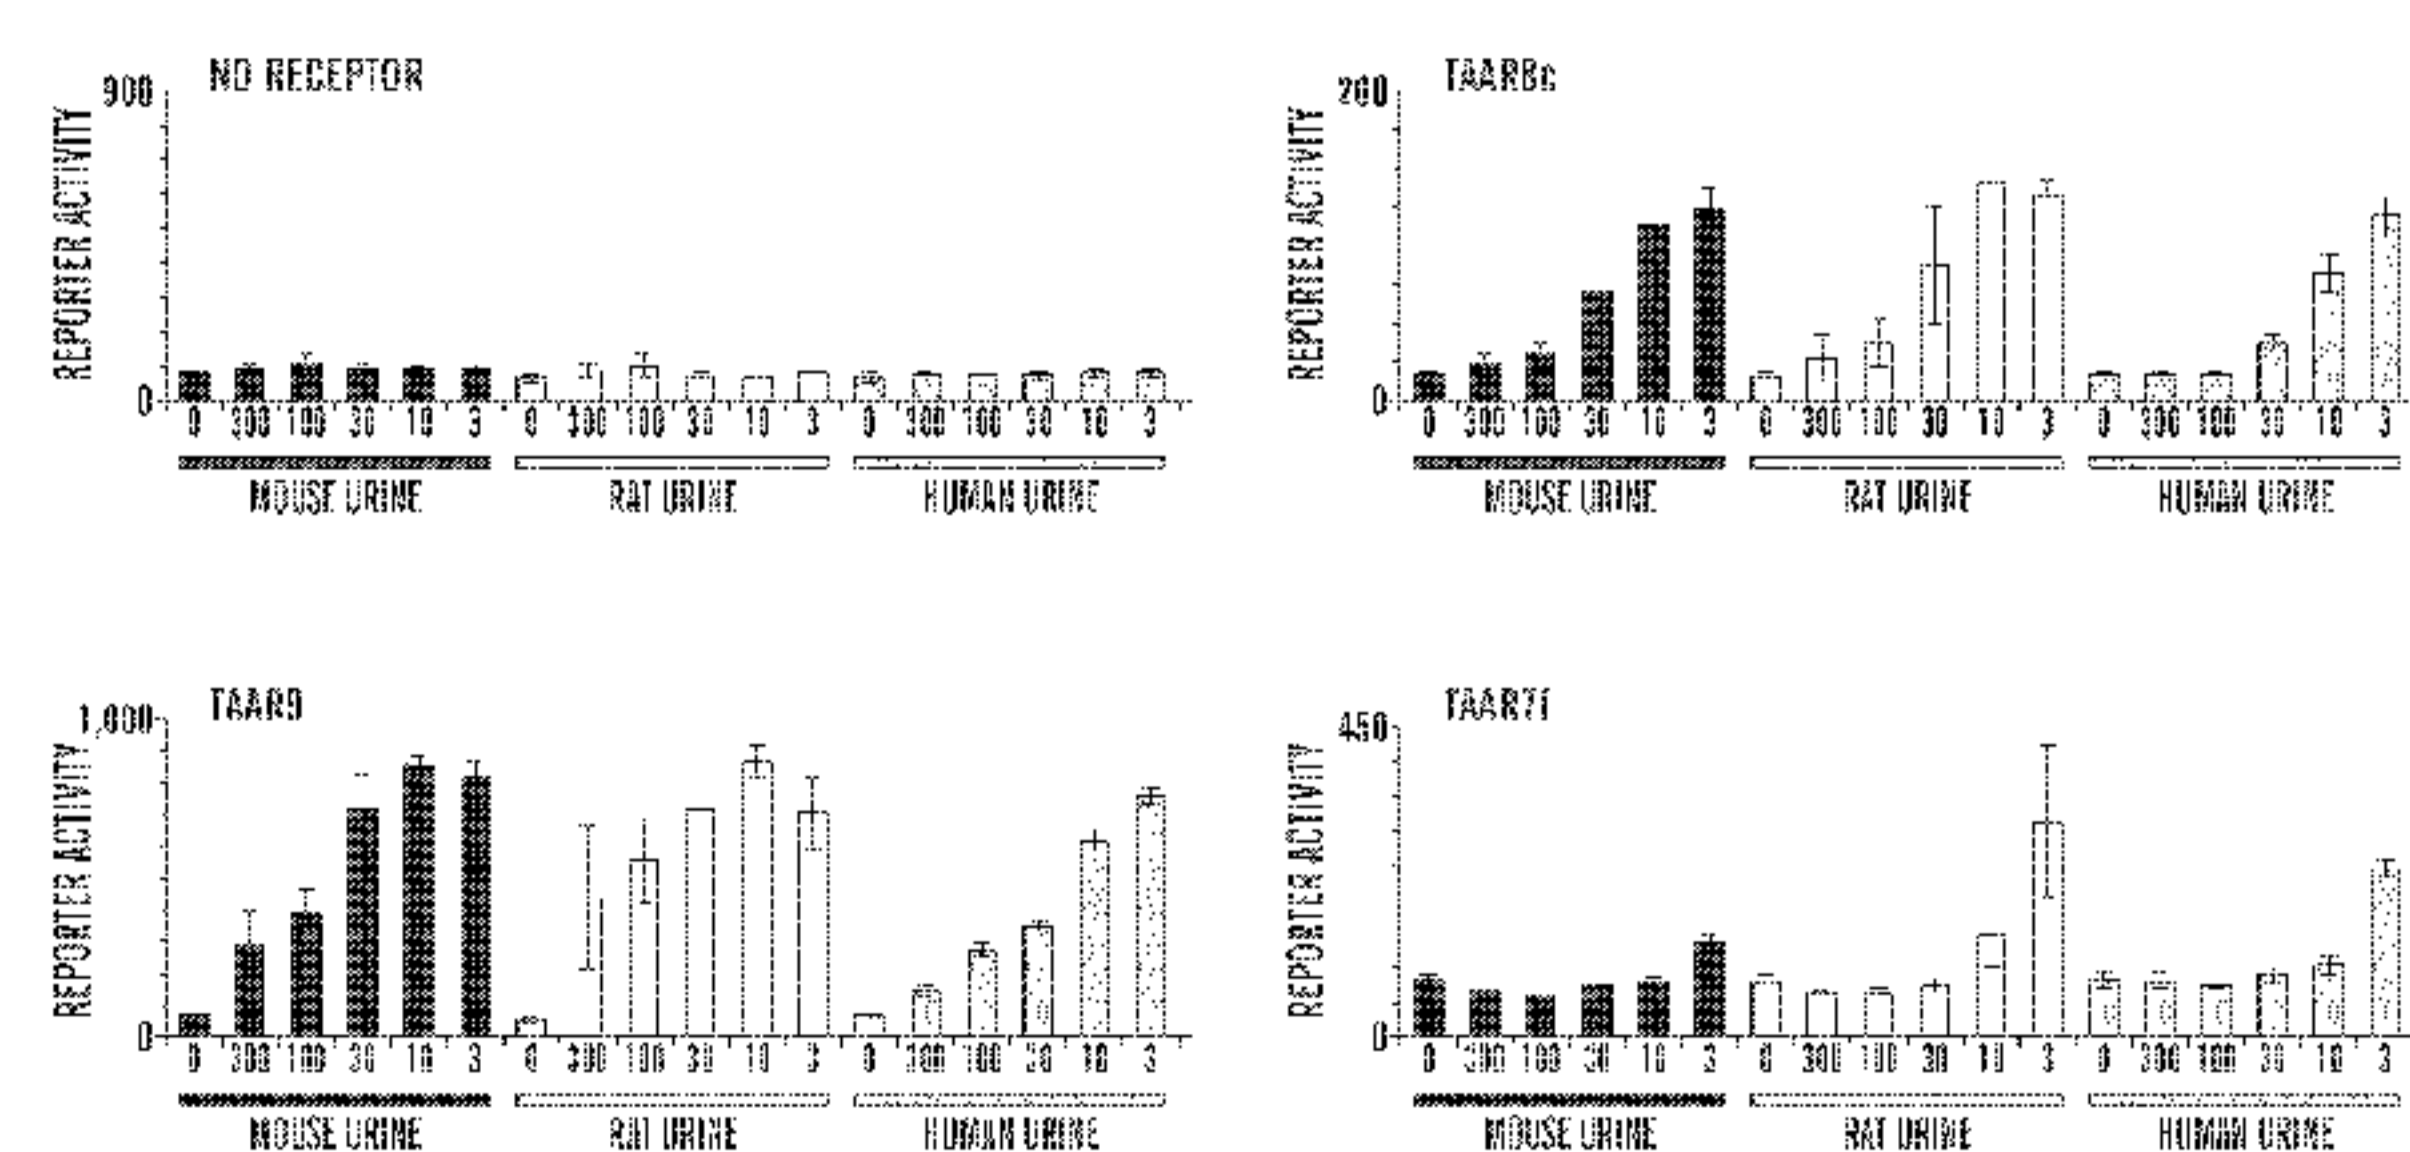 NO RECEPTOR
900
REPORTER ACTIVITY
0
0 300 100 30 10 3 0 300 100 30 10 3 0 300 100 30 10 3
MOUSE URINE RAT URINE HUMAN URINE
TAAR8c
200
REPORTER ACTIVITY
0
0 300 100 30 10 3 0 300 100 30 10 3 0 300 100 30 10 3
MOUSE URINE RAT URINE HUMAN URINE
TAAR9
1,000
REPORTER ACTIVITY
0
0 300 100 30 10 3 0 300 100 30 10 3 0 300 100 30 10 3
MOUSE URINE RAT URINE HUMAN URINE
TAAR7f
450
REPORTER ACTIVITY
0
0 300 100 30 10 3 0 300 100 30 10 3 0 300 100 30 10 3
MOUSE URINE RAT URINE HUMAN URINE